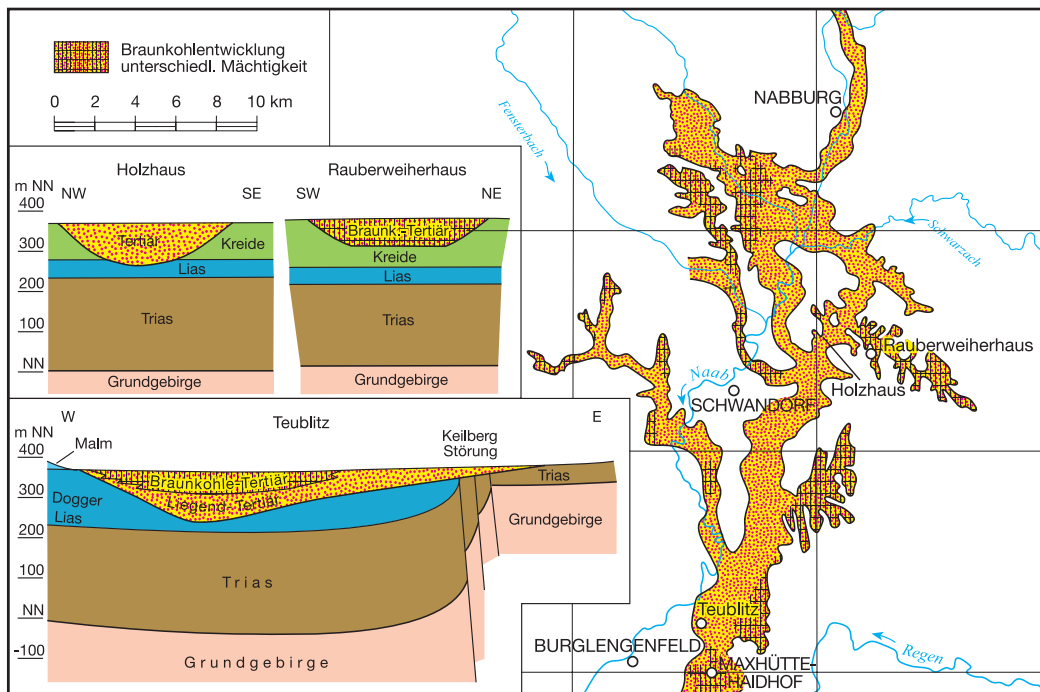 Braunkohlentwicklung
unterschiedl. Mächtigkeit
0 2 4 6 8 10 km
Holzhaus
Rauberweiherhaus
m NN
NW
SE
SW
NE
400
300
200
100
NN
Tertiär
Kreide
Lias
Trias
Grundgebirge
Braunk.-Tertiär
Kreide
Lias
Trias
Grundgebirge
W
Teublitz
E
m NN
Malm
Keilberg
Störung
400
300
200
100
NN
-100
Braunkohle-Tertiär
Liegend-Tertiär
Dogger
Lias
Trias
Grundgebirge
Trias
Grundgebirge
NABBURG
Fensterbach
Schwarzach
Rauberweiherhaus
Holzhaus
Naab
SCHWANDORF
Teublitz
BURGLENGENFELD
MAXHÜTTE-
HAIDHOF
Regen